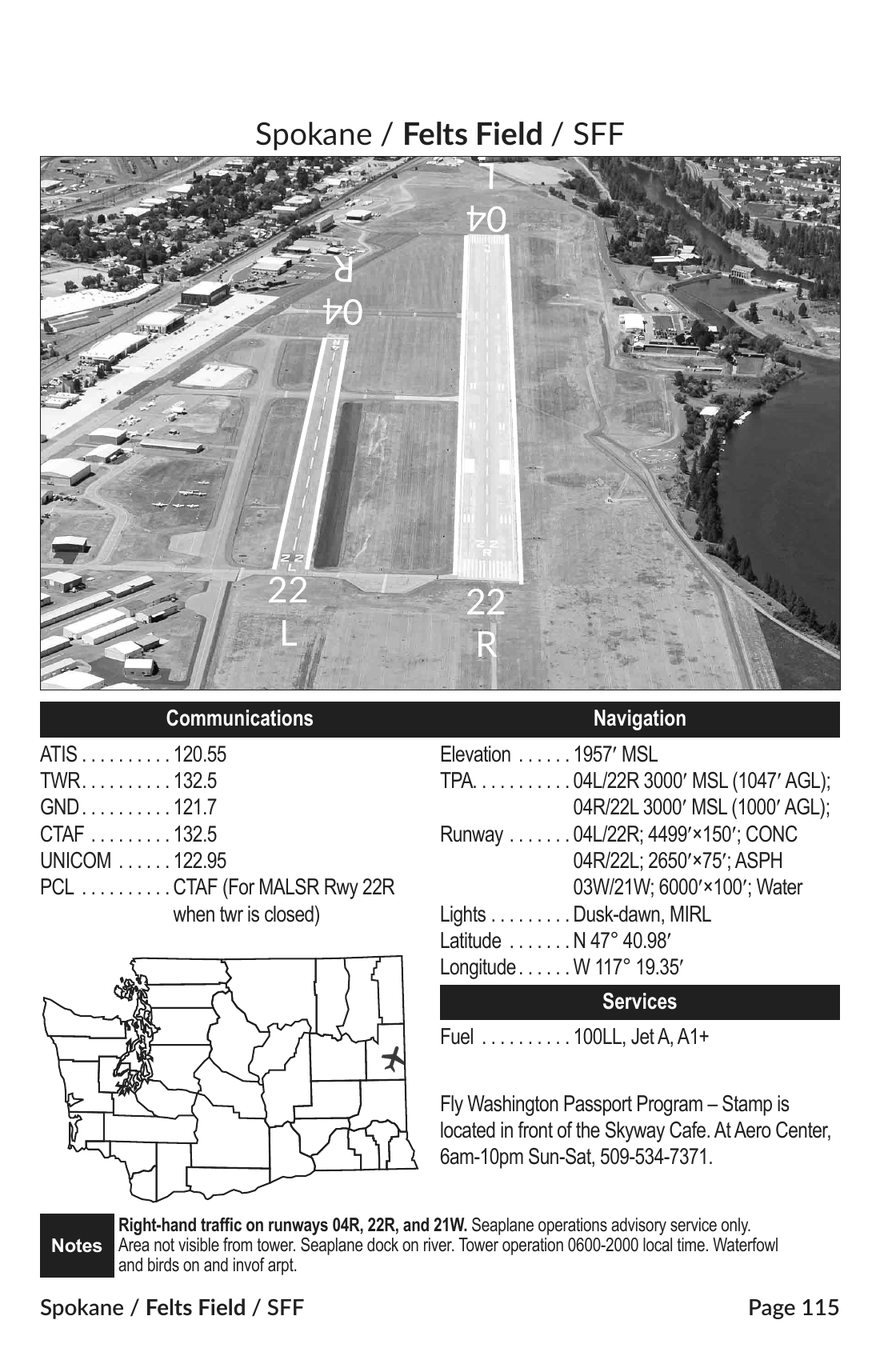 Spokane / Felts Field / SFF
L
04
R
04
22
R
22
L
22
L
22
R
Communications
ATIS . . . . . . . . . . 120.55
TWR. . . . . . . . . . 132.5
GND . . . . . . . . . . 121.7
CTAF . . . . . . . . . 132.5
UNICOM . . . . . . 122.95
PCL . . . . . . . . . . CTAF (For MALSR Rwy 22R
when twr is closed)
Navigation
Elevation . . . . . . 1957′ MSL
TPA. . . . . . . . . . . 04L/22R 3000′ MSL (1047′ AGL);
04R/22L 3000′ MSL (1000′ AGL);
Runway . . . . . . . 04L/22R; 4499′×150′; CONC
04R/22L; 2650′×75′; ASPH
03W/21W; 6000′×100′; Water
Lights . . . . . . . . . Dusk-dawn, MIRL
Latitude . . . . . . . N 47° 40.98′
Longitude . . . . . . W 117° 19.35′
Services
Fuel . . . . . . . . . . 100LL, Jet A, A1+
Fly Washington Passport Program – Stamp is
located in front of the Skyway Cafe. At Aero Center,
6am-10pm Sun-Sat, 509-534-7371.
Notes
Right-hand traffic on runways 04R, 22R, and 21W. Seaplane operations advisory service only.
Area not visible from tower. Seaplane dock on river. Tower operation 0600-2000 local time. Waterfowl
and birds on and invof arpt.
Spokane / Felts Field / SFF
Page 115